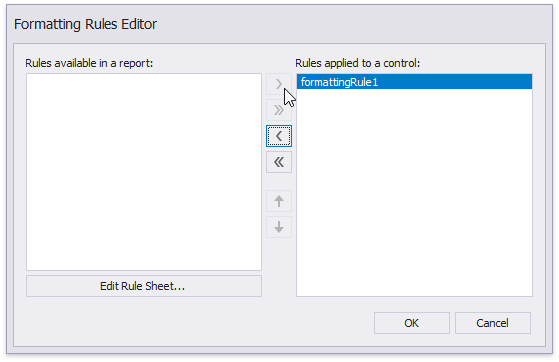 Formatting Rules Editor
Rules available in a report:
Rules applied to a control:
formattingRule1
Edit Rule Sheet...
OK
Cancel